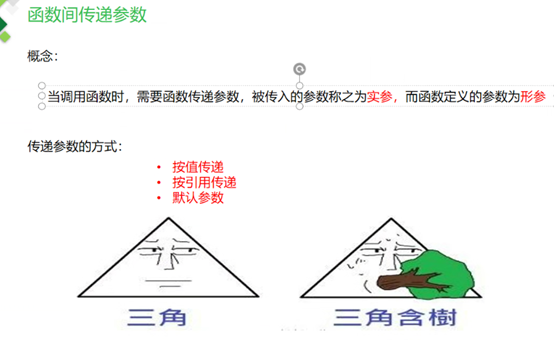 函数间传递参数
概念：
当调用函数时，需要函数传递参数，被传入的参数称之为实参，而函数定义的参数为形参
传递参数的方式：
• 按值传递
• 按引用传递
• 默认参数
三角
三角含樹